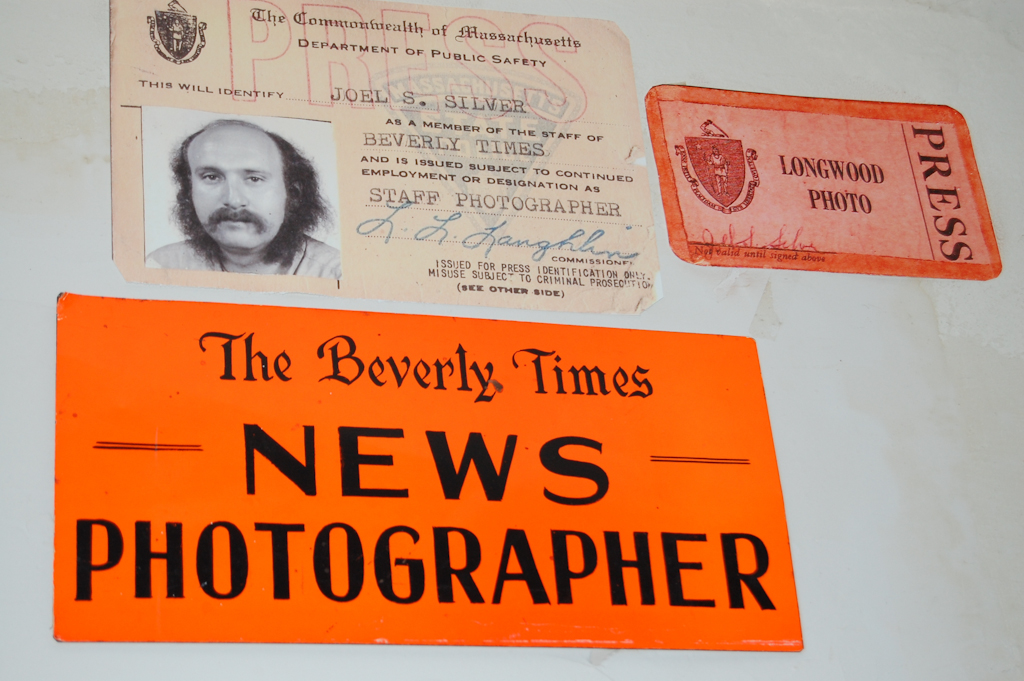 PRESS
The Commonwealth of Massachusetts
DEPARTMENT OF PUBLIC SAFETY
THIS WILL IDENTIFY JOEL S. SILVER
AS A MEMBER OF THE STAFF OF
BEVERLY TIMES
AND IS ISSUED SUBJECT TO CONTINUED
EMPLOYMENT OR DESIGNATION AS
STAFF PHOTOGRAPHER
L. L. Laughlin
COMMISSIONER
ISSUED FOR PRESS IDENTIFICATION ONLY.
MISUSE SUBJECT TO CRIMINAL PROSECUTION
(SEE OTHER SIDE)
LONGWOOD
PHOTO
PRESS
Not valid until signed above
The Beverly Times
NEWS
PHOTOGRAPHER